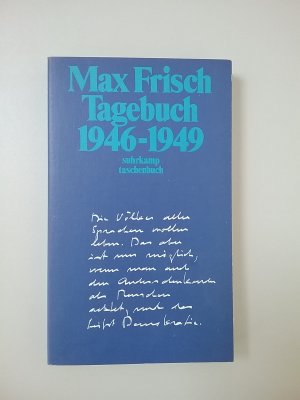 Max Frisch
Tagebuch
1946-1949
suhrkamp
taschenbuch
Die Völker aller
Sprachen wollen
leben. Das aber
ist nur möglich,
wenn man auch
den Andersdenkenden
als Menschen
achtet, und das
heißt Demokratie.